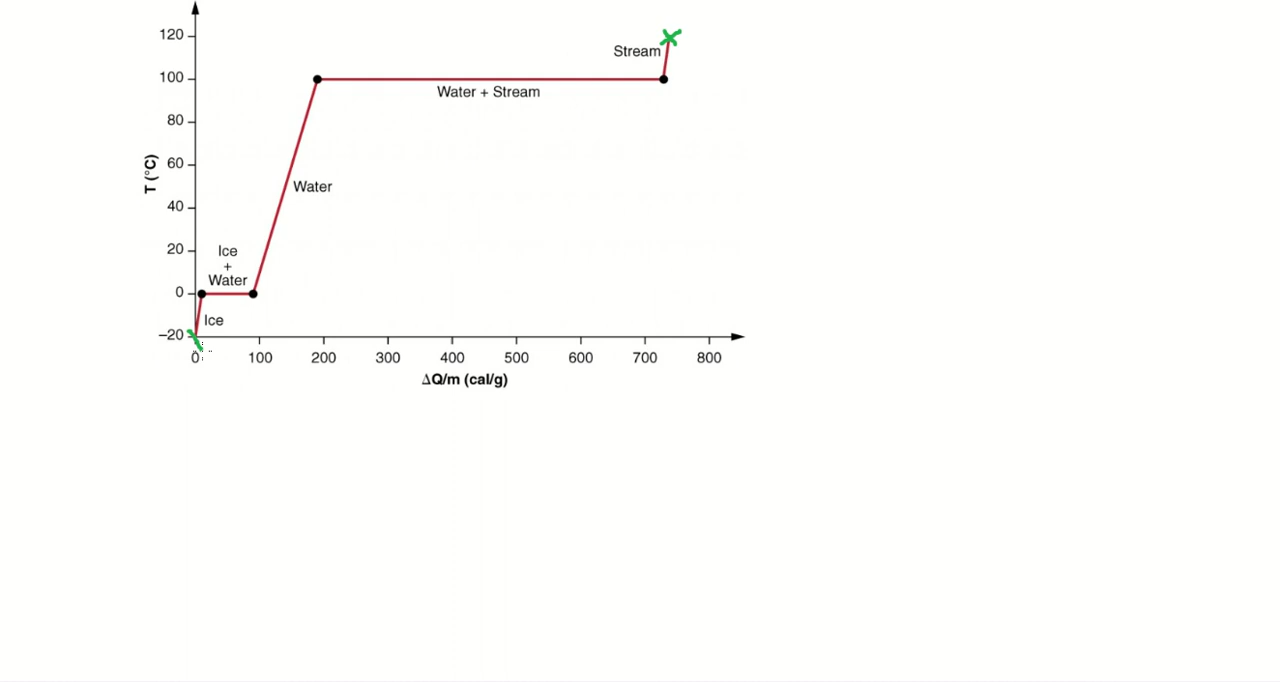 120
Stream
100
Water + Stream
80
60
T (°C)
Water
40
Ice
20
+
Water
0
Ice
–20
0 100 200 300 400 500 600 700 800
ΔQ/m (cal/g)